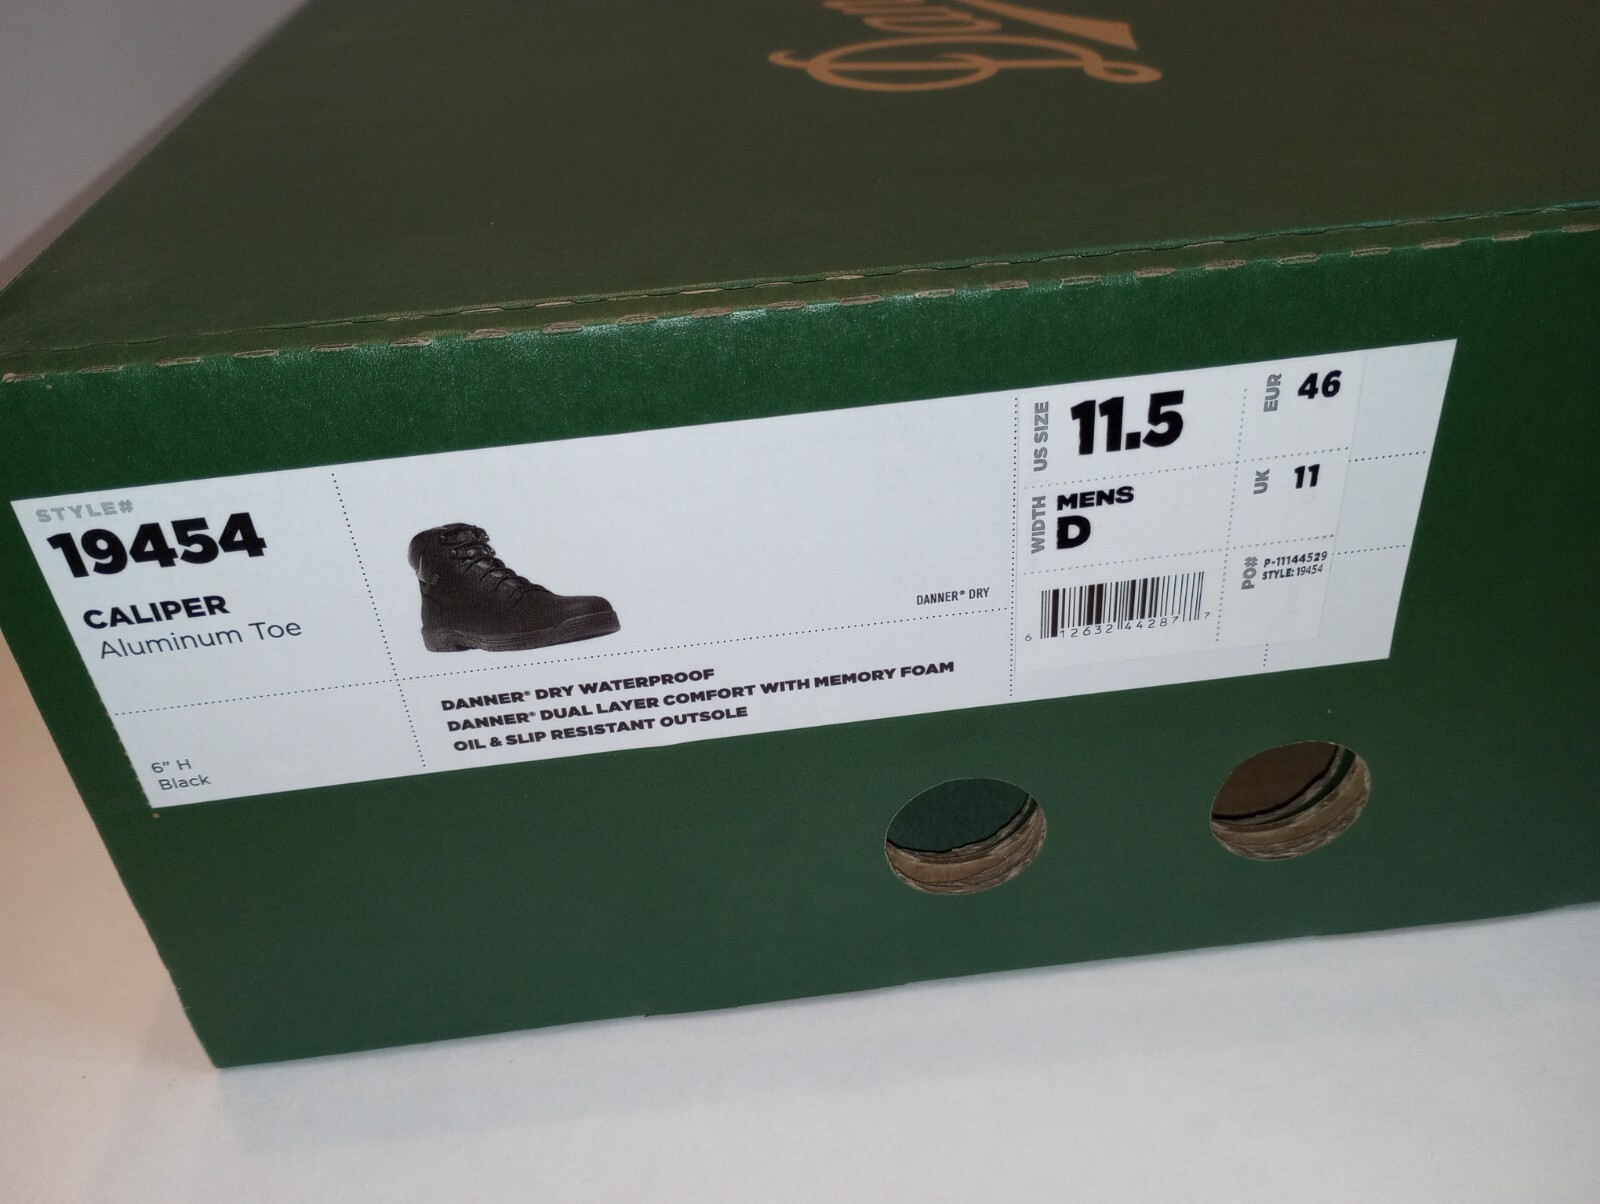 STYLE#
19454
CALIPER
Aluminum Toe
6" H
Black
DANNER® DRY
DANNER® DRY WATERPROOF
DANNER® DUAL LAYER COMFORT WITH MEMORY FOAM
OIL & SLIP RESISTANT OUTSOLE
US SIZE
11.5
WIDTH
MENS
D
6 12632 44287 7
EUR
46
UK
11
PO#
P-11144529
STYLE: 19454